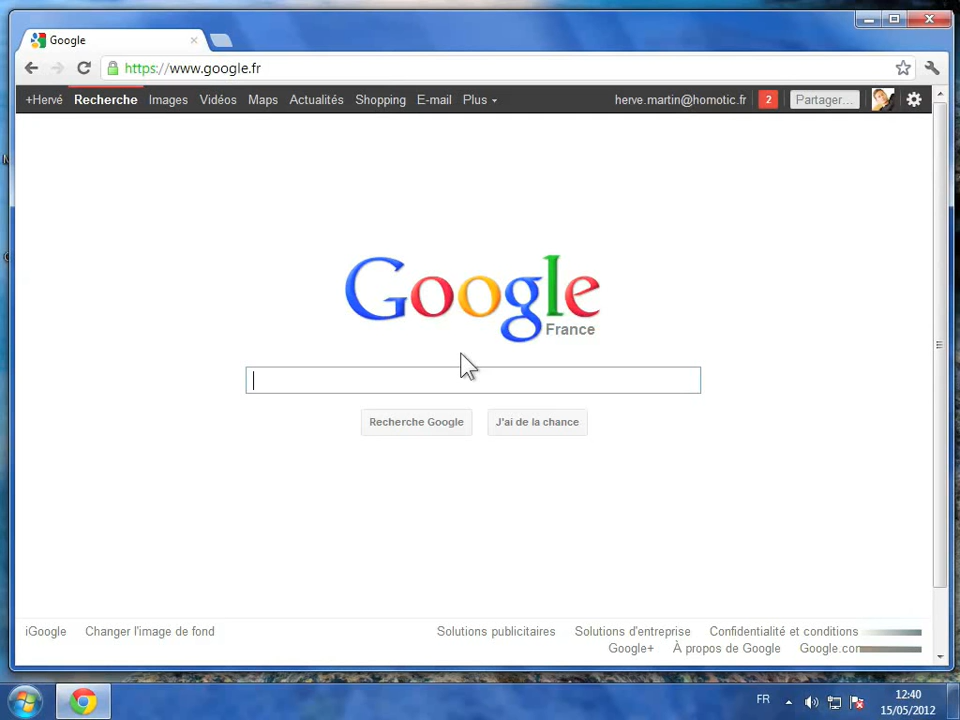 Google
https://www.google.fr
+Hervé Recherche Images Vidéos Maps Actualités Shopping E-mail Plus herve.martin@homotic.fr 2 Partager...
Google
France
Recherche Google J'ai de la chance
iGoogle Changer l'image de fond Solutions publicitaires Solutions d'entreprise Confidentialité et conditions
Google+ À propos de Google Google.com
FR 12:40
15/05/2012